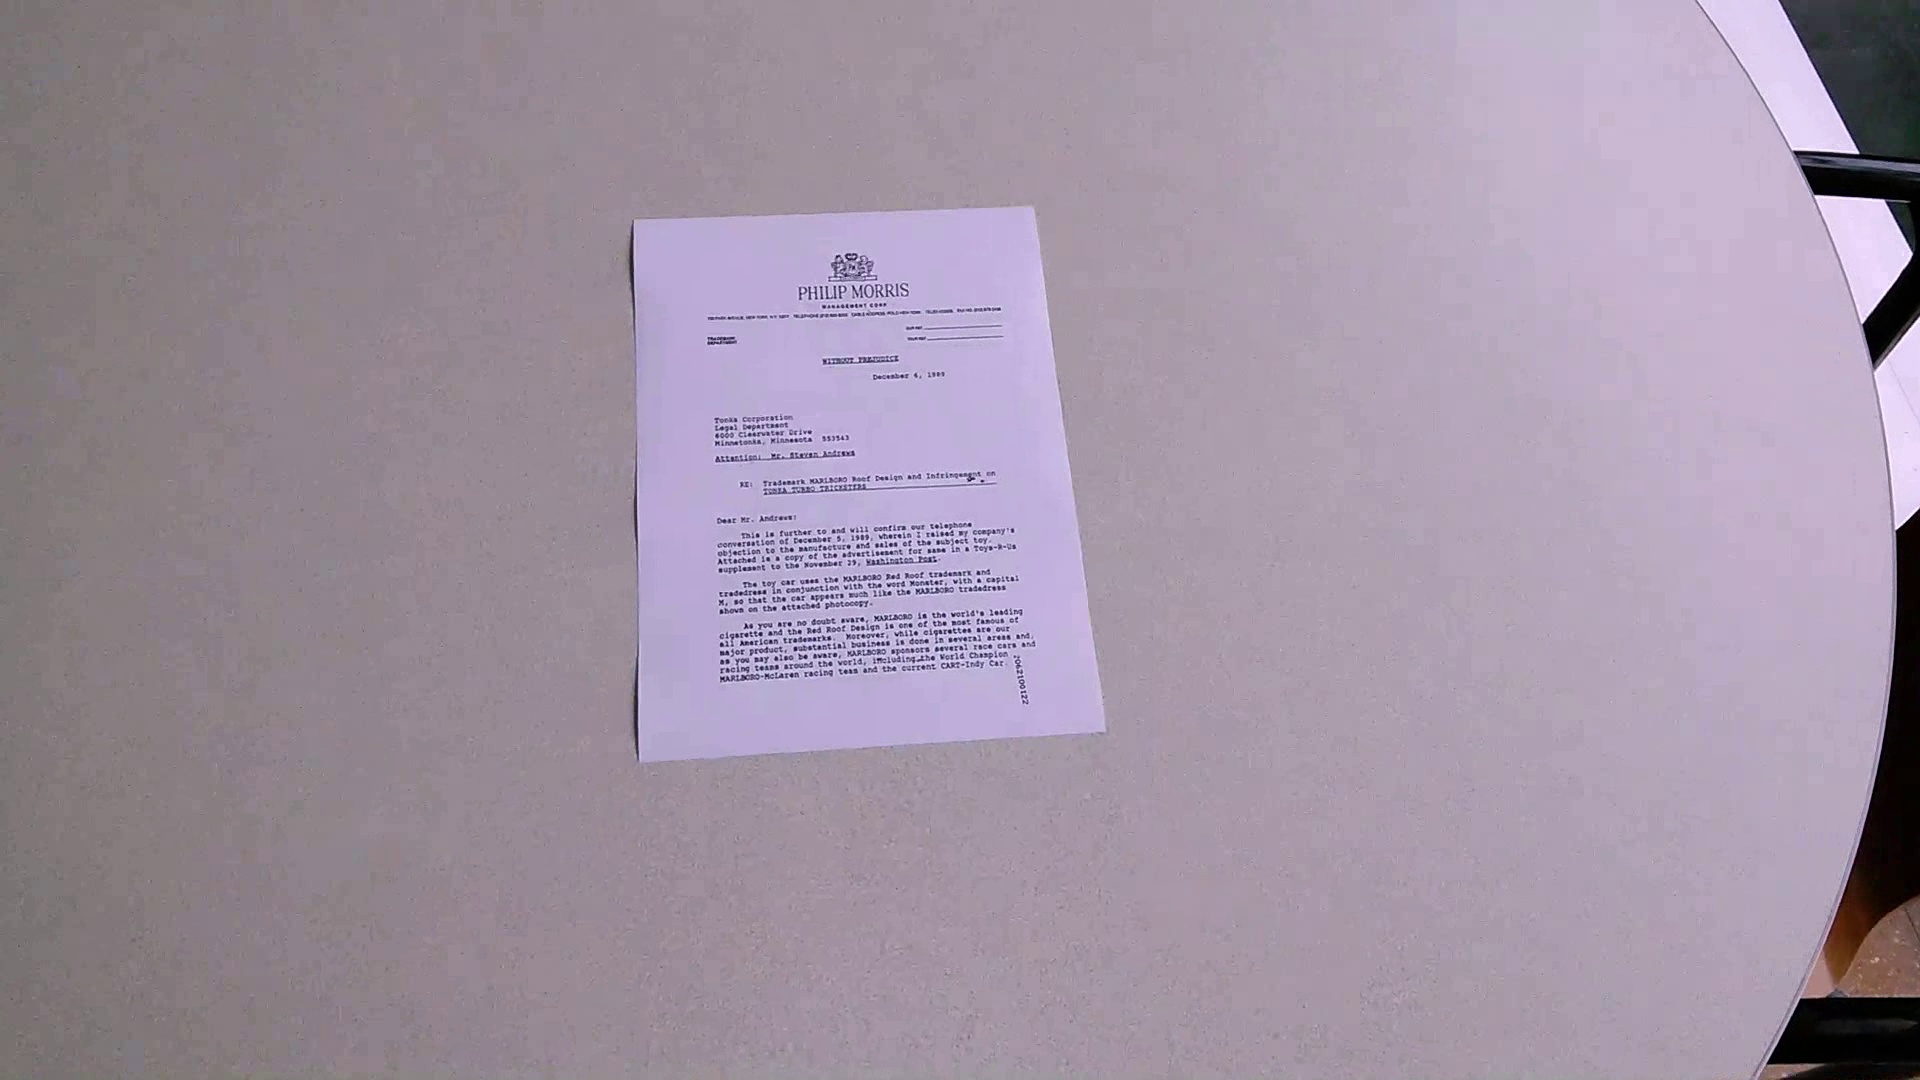 PHILIP MORRIS
MANAGEMENT CORP.
TRADEMARK
DEPARTMENT
OUR REF.
YOUR REF.
WITHOUT PREJUDICE
December 6, 1989
Tonka Corporation
Legal Department
6000 Clearwater Drive
Minnetonka, Minnesota 553543
Attention: Mr. Steven Andrews
RE: Trademark MARLBORO Roof Design and Infringement on
TONKA TURBO TRICKSTERS
Dear Mr. Andrews:
This is further to and will confirm our telephone
conversation of December 5, 1989, wherein I raised my company's
objection to the manufacture and sales of the subject toy.
Attached is a copy of the advertisement for same in a Toys-R-Us
supplement to the November 29, Washington Post.
The toy car uses the MARLBORO Red Roof trademark and
tradedress in conjunction with the word Monster, with a capital
M, so that the car appears much like the MARLBORO tradedress
shown on the attached photocopy.
As you are no doubt aware, MARLBORO is the world's leading
cigarette and the Red Roof Design is one of the most famous of
all American trademarks. Moreover, while cigarettes are our
major product, substantial business is done in several areas and,
as you may also be aware, MARLBORO sponsors several race cars and
racing teams around the world, including the World Champion
MARLBORO-McLaren racing team and the current CART-Indy Car
2062100122